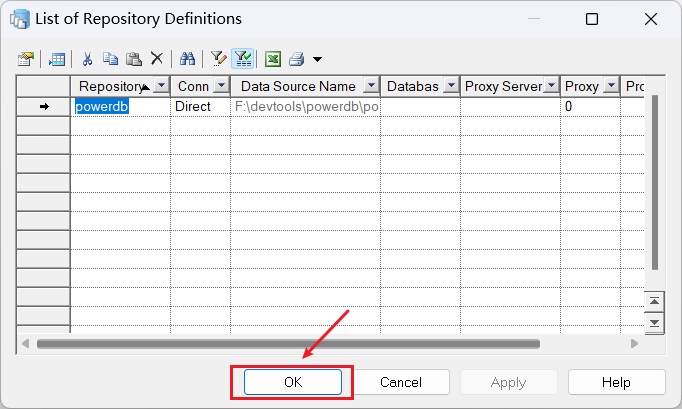 List of Repository Definitions
Repository Conn Data Source Name Databas Proxy Server Proxy Pro
powerdb Direct F:\devtools\powerdb\po 0
OK Cancel Apply Help